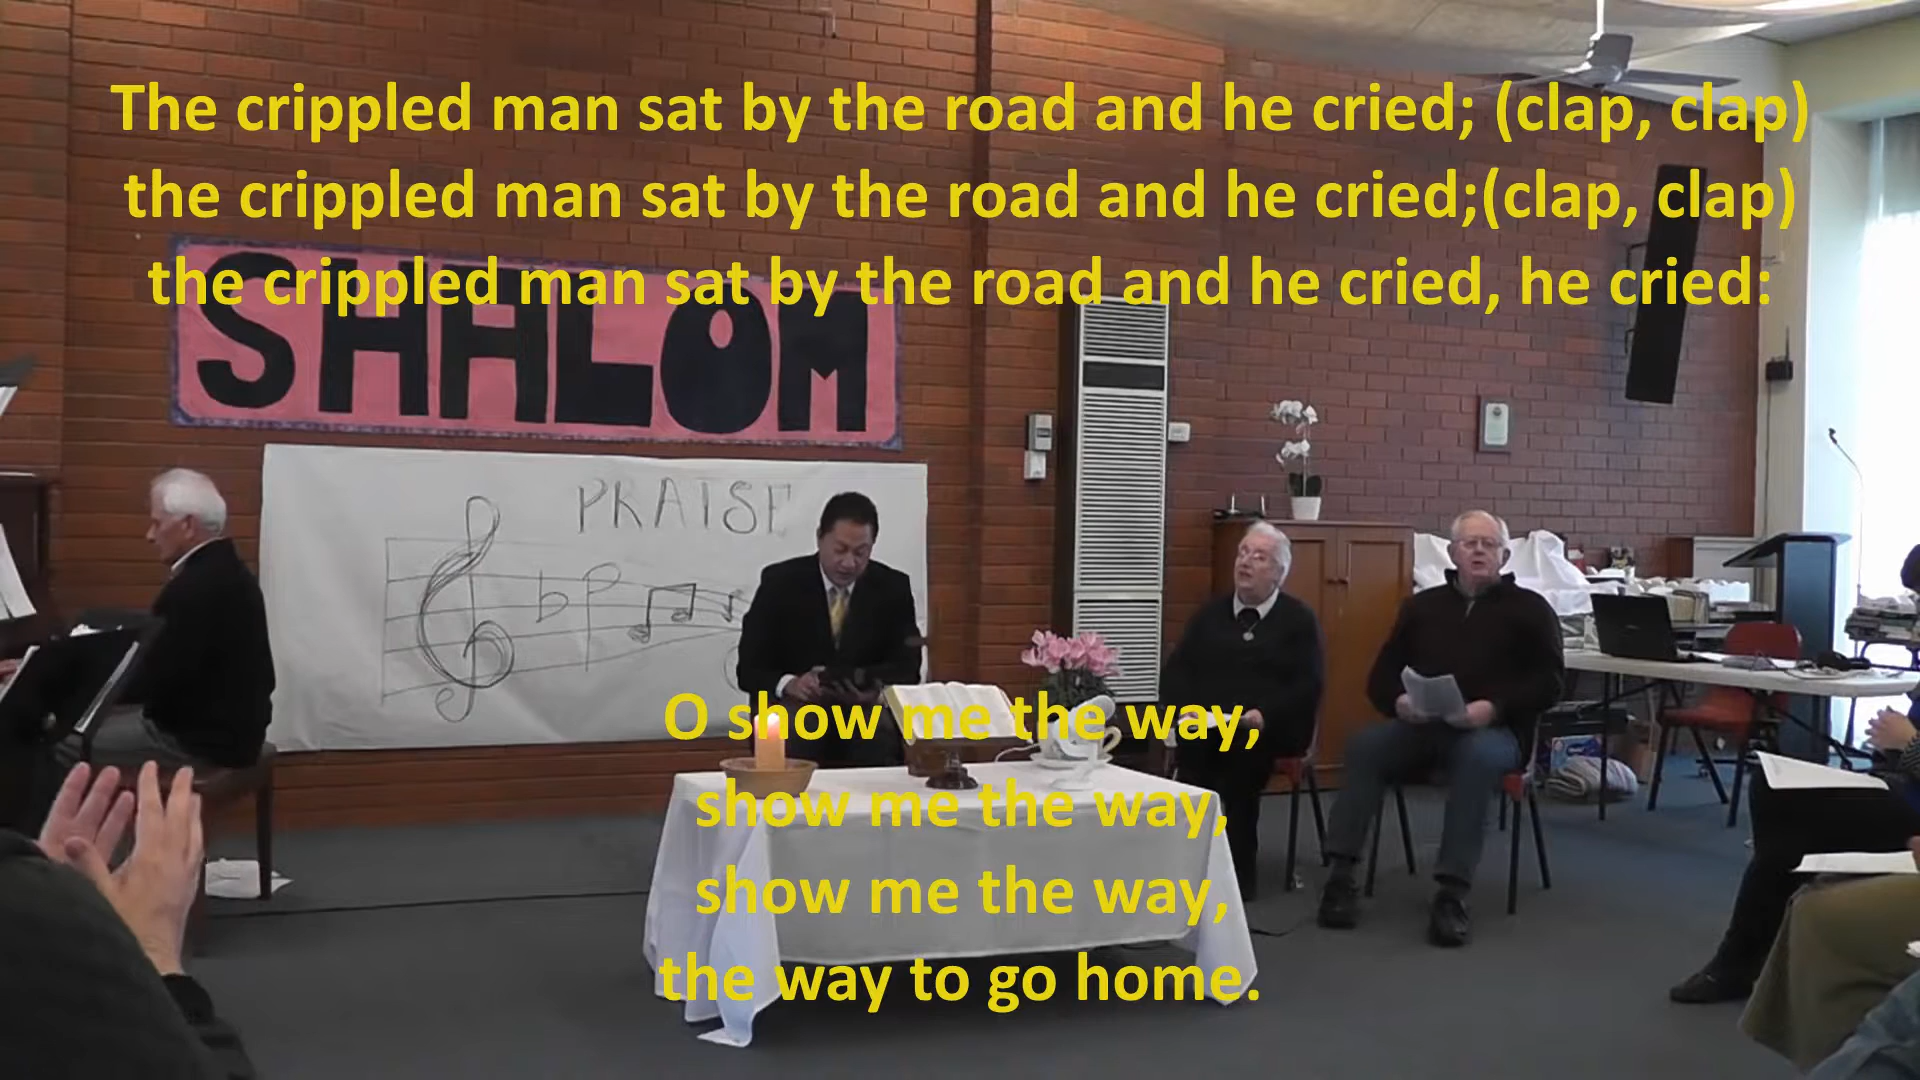 The crippled man sat by the road and he cried; (clap, clap)
the crippled man sat by the road and he cried;(clap, clap)
the crippled man sat by the road and he cried, he cried:
SHALOM
PRAISE
O show me the way,
show me the way,
show me the way,
the way to go home.